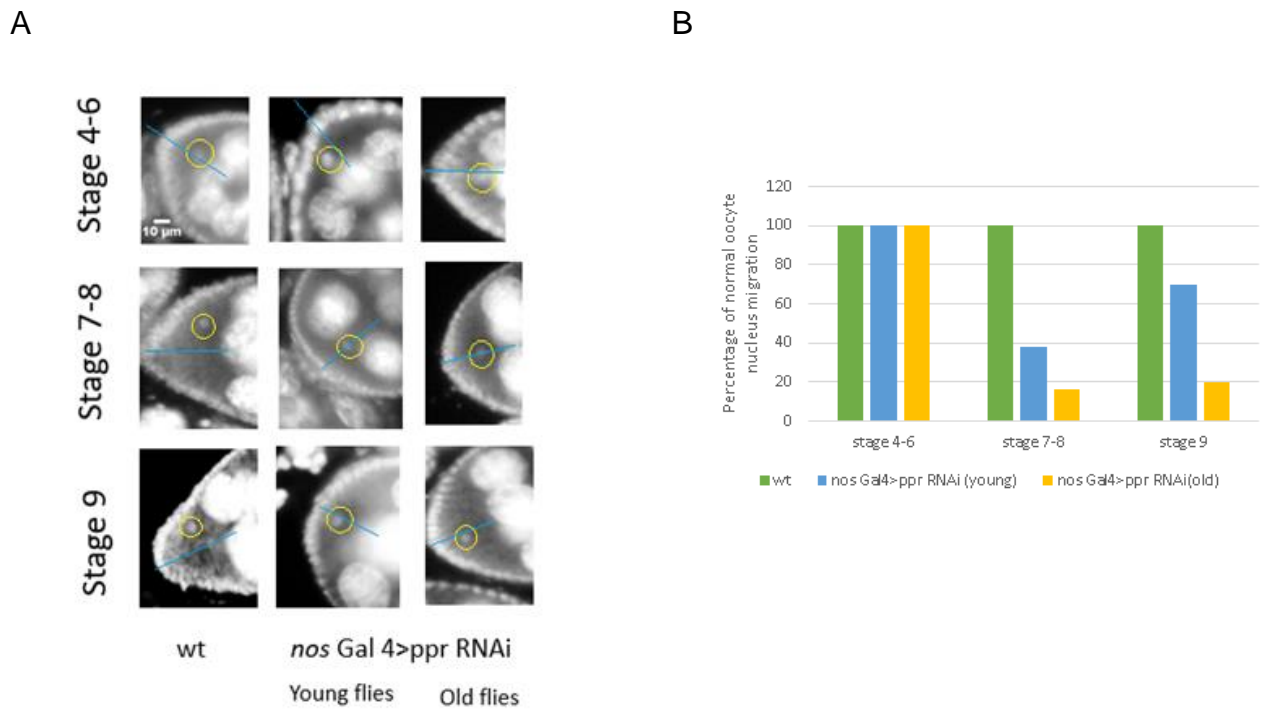 A
B
Stage 4-6
10 µm
Stage 7-8
Stage 9
wt
nos Gal 4>ppr RNAi
Young flies
Old flies
Percentage of normal oocyte
nucleus migration
120
100
80
60
40
20
0
stage 4-6
stage 7-8
stage 9
wt
nos Gal4>ppr RNAi (young)
nos Gal4>ppr RNAi(old)